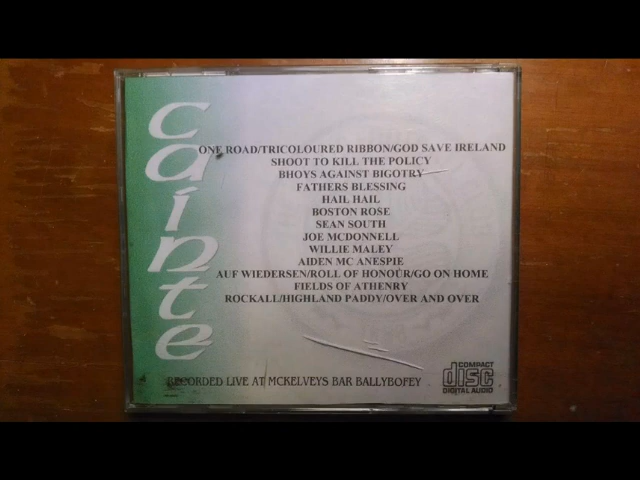 cainte
ONE ROAD/TRICOLOURED RIBBON/GOD SAVE IRELAND
SHOOT TO KILL THE POLICY
BHOYS AGAINST BIGOTRY
FATHERS BLESSING
HAIL HAIL
BOSTON ROSE
SEAN SOUTH
JOE MCDONNELL
WILLIE MALEY
AIDEN MC ANESPIE
AUF WIEDERSEN/ROLL OF HONOUR/GO ON HOME
FIELDS OF ATHENRY
ROCKALL/HIGHLAND PADDY/OVER AND OVER
RECORDED LIVE AT MCKELVEYS BAR BALLYBOFEY
COMPACT
disc
DIGITAL AUDIO